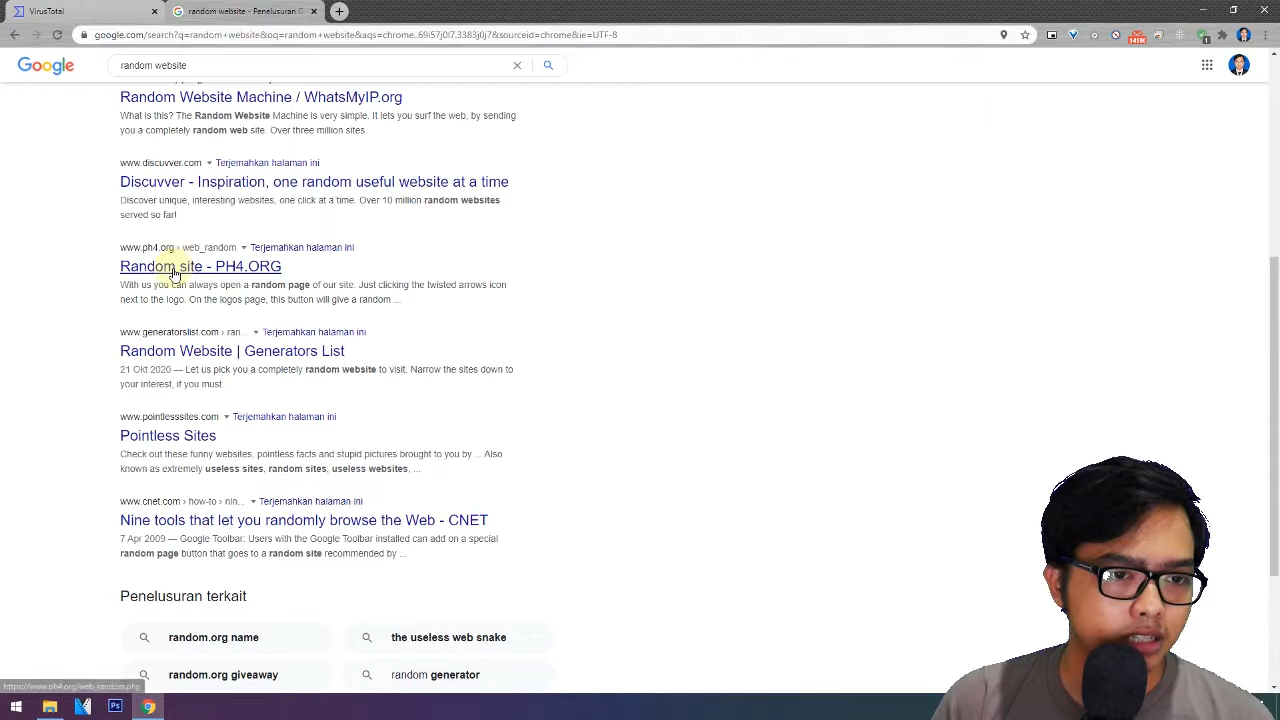 VirusTotal
random website - Penelusuran G
google.com/search?q=random+website&oq=random+website&aqs=chrome..69i57j0l7.3383j0j7&sourceid=chrome&ie=UTF-8
Google
random website
Random Website Machine / WhatsMyIP.org
What is this? The Random Website Machine is very simple. It lets you surf the web, by sending
you a completely random web site. Over three million sites.
www.discuvver.com Terjemahkan halaman ini
Discuvver - Inspiration, one random useful website at a time
Discover unique, interesting websites, one click at a time. Over 10 million random websites
served so far!
www.ph4.org › web_random Terjemahkan halaman ini
Random site - PH4.ORG
With us you can always open a random page of our site. Just clicking the twisted arrows icon
next to the logo. On the logos page, this button will give a random ...
www.generatorslist.com › ran... Terjemahkan halaman ini
Random Website | Generators List
21 Okt 2020 — Let us pick you a completely random website to visit. Narrow the sites down to
your interest, if you must.
www.pointlesssites.com Terjemahkan halaman ini
Pointless Sites
Check out these funny websites, pointless facts and stupid pictures brought to you by ... Also
known as extremely useless sites, random sites, useless websites, ...
www.cnet.com › how-to › nin... Terjemahkan halaman ini
Nine tools that let you randomly browse the Web - CNET
7 Apr 2009 — Google Toolbar: Users with the Google Toolbar installed can add on a special
random page button that goes to a random site recommended by ...
Penelusuran terkait
random.org name
the useless web snake
random.org giveaway
random generator
https://www.ph4.org/web_random.php
Ps